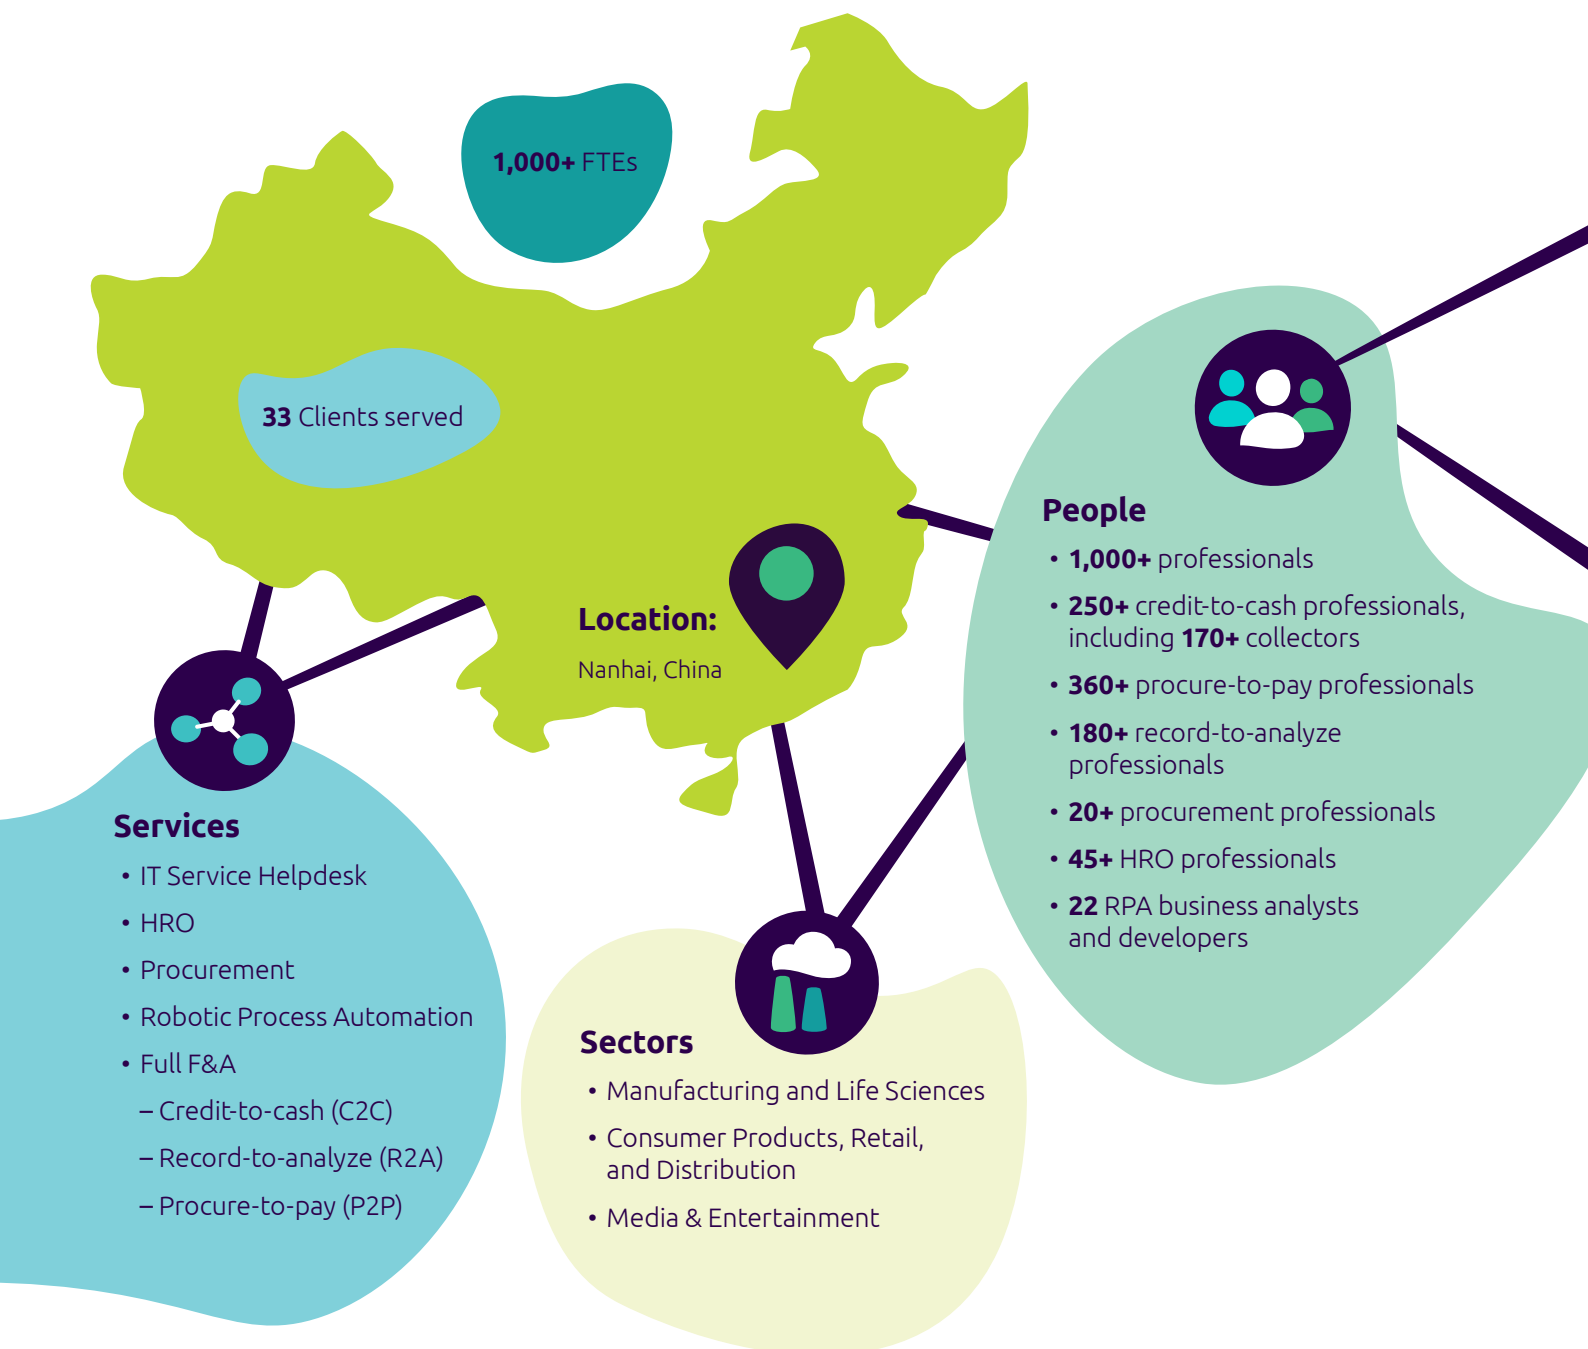 1,000+ FTEs
33 Clients served
Location:
Nanhai, China
Services
• IT Service Helpdesk
• HRO
• Procurement
• Robotic Process Automation
• Full F&A
– Credit-to-cash (C2C)
– Record-to-analyze (R2A)
– Procure-to-pay (P2P)
Sectors
• Manufacturing and Life Sciences
• Consumer Products, Retail,
and Distribution
• Media & Entertainment
People
• 1,000+ professionals
• 250+ credit-to-cash professionals,
including 170+ collectors
• 360+ procure-to-pay professionals
• 180+ record-to-analyze
professionals
• 20+ procurement professionals
• 45+ HRO professionals
• 22 RPA business analysts
and developers